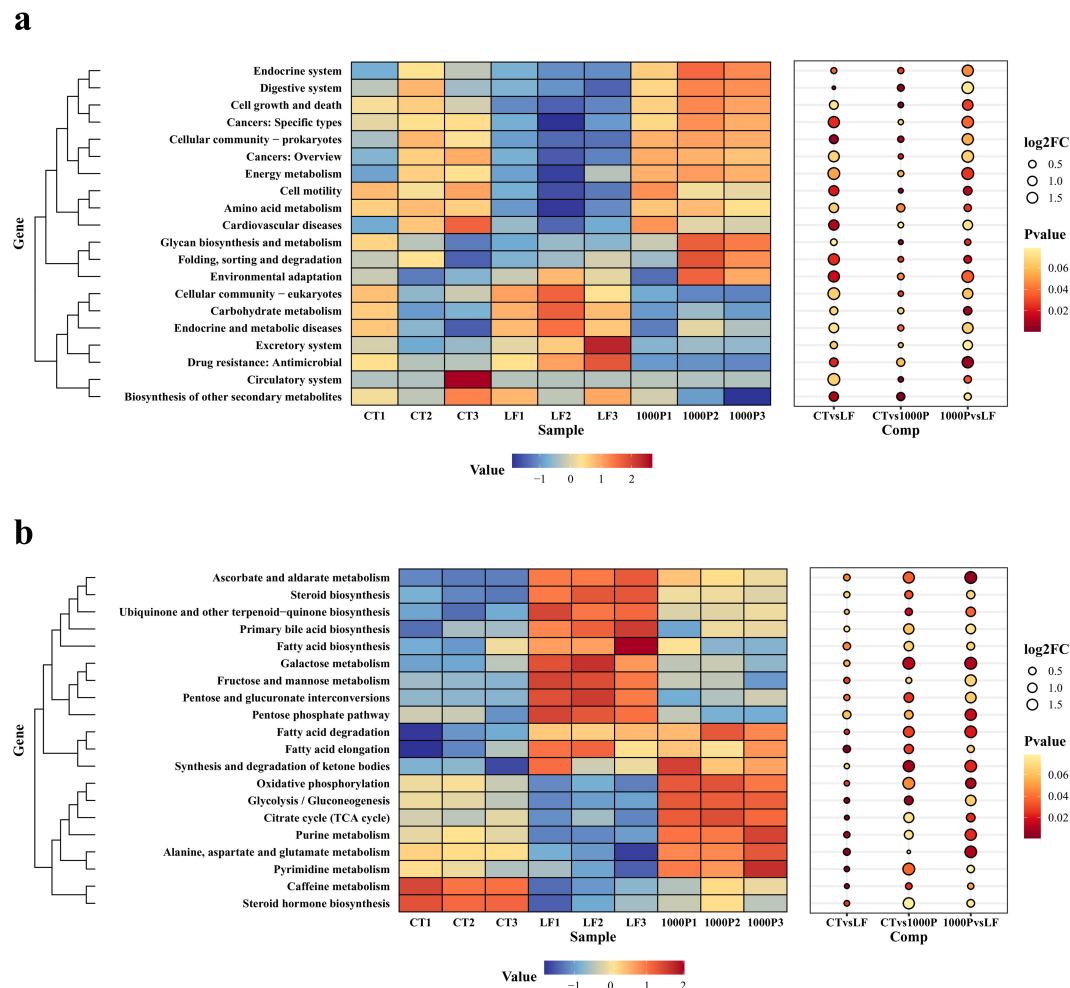 a
Gene
Endocrine system
Digestive system
Cell growth and death
Cancers: Specific types
Cellular community − prokaryotes
Cancers: Overview
Energy metabolism
Cell motility
Amino acid metabolism
Cardiovascular diseases
Glycan biosynthesis and metabolism
Folding, sorting and degradation
Environmental adaptation
Cellular community − eukaryotes
Carbohydrate metabolism
Endocrine and metabolic diseases
Excretory system
Drug resistance: Antimicrobial
Circulatory system
Biosynthesis of other secondary metabolites
CT1 CT2 CT3 LF1 LF2 LF3 1000P1 1000P2 1000P3
Sample
CTvsLF CTvs1000P 1000PvsLF
Comp
log2FC
0.5
1.0
1.5
Pvalue
0.06
0.04
0.02
Value
−1 0 1 2
b
Gene
Ascorbate and aldarate metabolism
Steroid biosynthesis
Ubiquinone and other terpenoid−quinone biosynthesis
Primary bile acid biosynthesis
Fatty acid biosynthesis
Galactose metabolism
Fructose and mannose metabolism
Pentose and glucuronate interconversions
Pentose phosphate pathway
Fatty acid degradation
Fatty acid elongation
Synthesis and degradation of ketone bodies
Oxidative phosphorylation
Glycolysis / Gluconeogenesis
Citrate cycle (TCA cycle)
Purine metabolism
Alanine, aspartate and glutamate metabolism
Pyrimidine metabolism
Caffeine metabolism
Steroid hormone biosynthesis
CT1 CT2 CT3 LF1 LF2 LF3 1000P1 1000P2 1000P3
Sample
CTvsLF CTvs1000P 1000PvsLF
Comp
log2FC
0.5
1.0
1.5
Pvalue
0.06
0.04
0.02
Value
−1 0 1 2